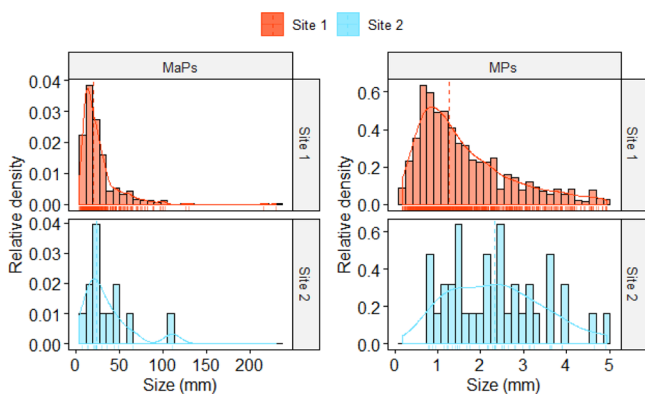 Site 1 Site 2
MaPs
MPs
Relative density
0.04
0.03
0.02
0.01
0.00
Site 1
0.04
0.03
0.02
0.01
0.00
Site 2
0 50 100 150 200
Size (mm)
Relative density
0.6
0.4
0.2
0.0
Site 1
0.6
0.4
0.2
0.0
Site 2
0 1 2 3 4 5
Size (mm)